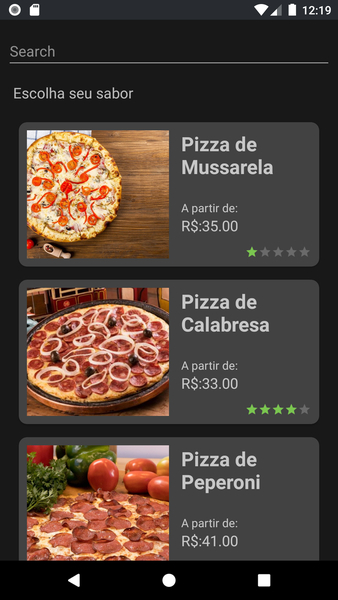 12:19
Search
Escolha seu sabor
Pizza de
Mussarela
A partir de:
R$:35.00
Pizza de
Calabresa
A partir de:
R$:33.00
Pizza de
Peperoni
A partir de:
R$:41.00